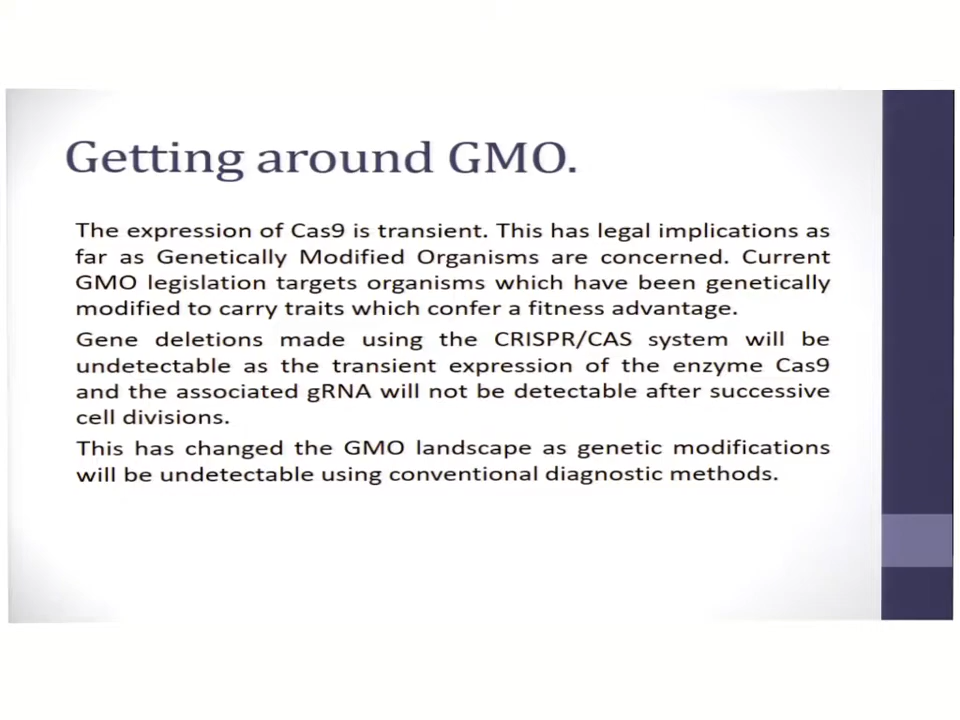 Getting around GMO.
The expression of Cas9 is transient. This has legal implications as
far as Genetically Modified Organisms are concerned. Current
GMO legislation targets organisms which have been genetically
modified to carry traits which confer a fitness advantage.
Gene deletions made using the CRISPR/CAS system will be
undetectable as the transient expression of the enzyme Cas9
and the associated gRNA will not be detectable after successive
cell divisions.
This has changed the GMO landscape as genetic modifications
will be undetectable using conventional diagnostic methods.